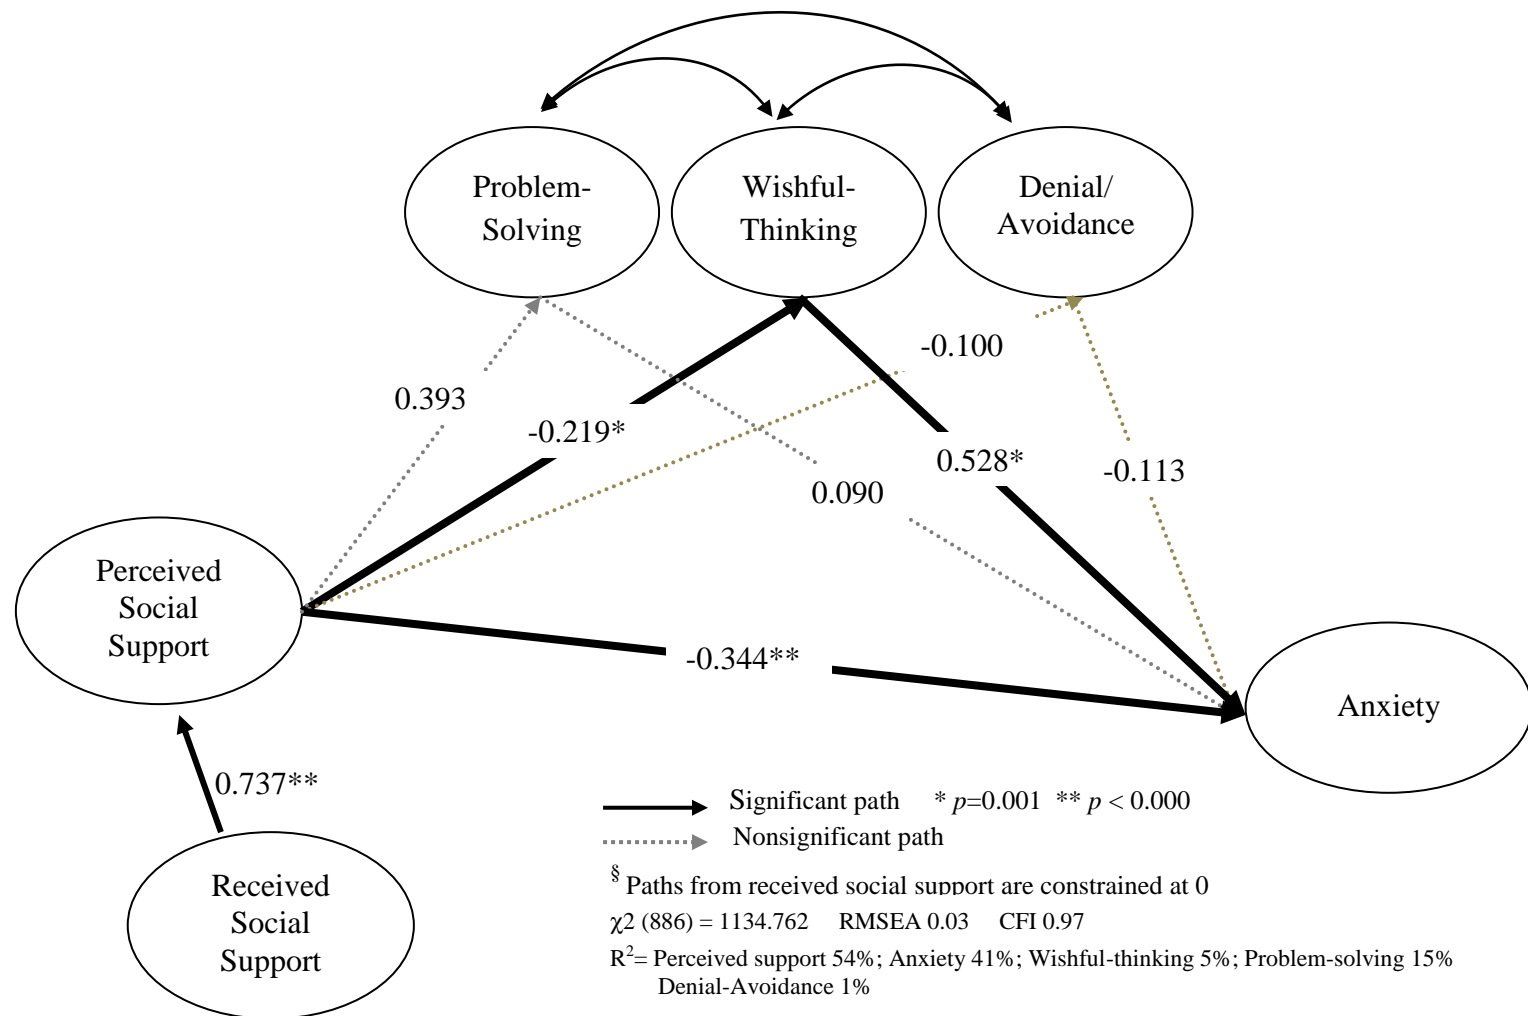 Problem-
Solving
Wishful-
Thinking
Denial/
Avoidance
-0.100
0.393
-0.219*
0.528*
-0.113
0.090
Perceived
Social
Support
-0.344**
Anxiety
0.737**
Received
Social
Support
Significant path * p=0.001 ** p < 0.000
Nonsignificant path
§ Paths from received social support are constrained at 0
χ2 (886) = 1134.762 RMSEA 0.03 CFI 0.97
R²= Perceived support 54%; Anxiety 41%; Wishful-thinking 5%; Problem-solving 15%
Denial-Avoidance 1%